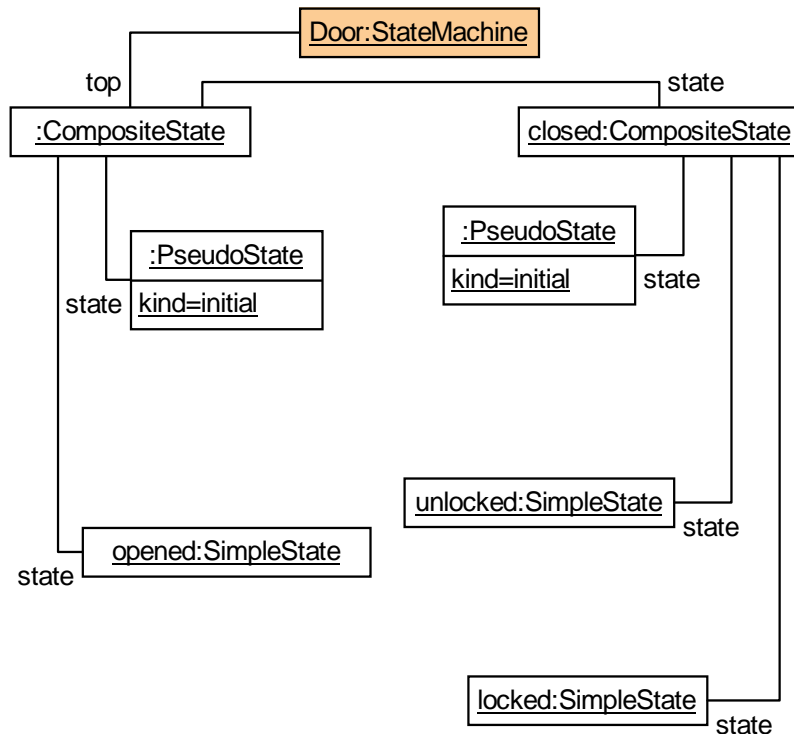 Door:StateMachine
top
state
:CompositeState
closed:CompositeState
:PseudoState
kind=initial
state
:PseudoState
kind=initial
state
unlocked:SimpleState
state
opened:SimpleState
state
locked:SimpleState
state